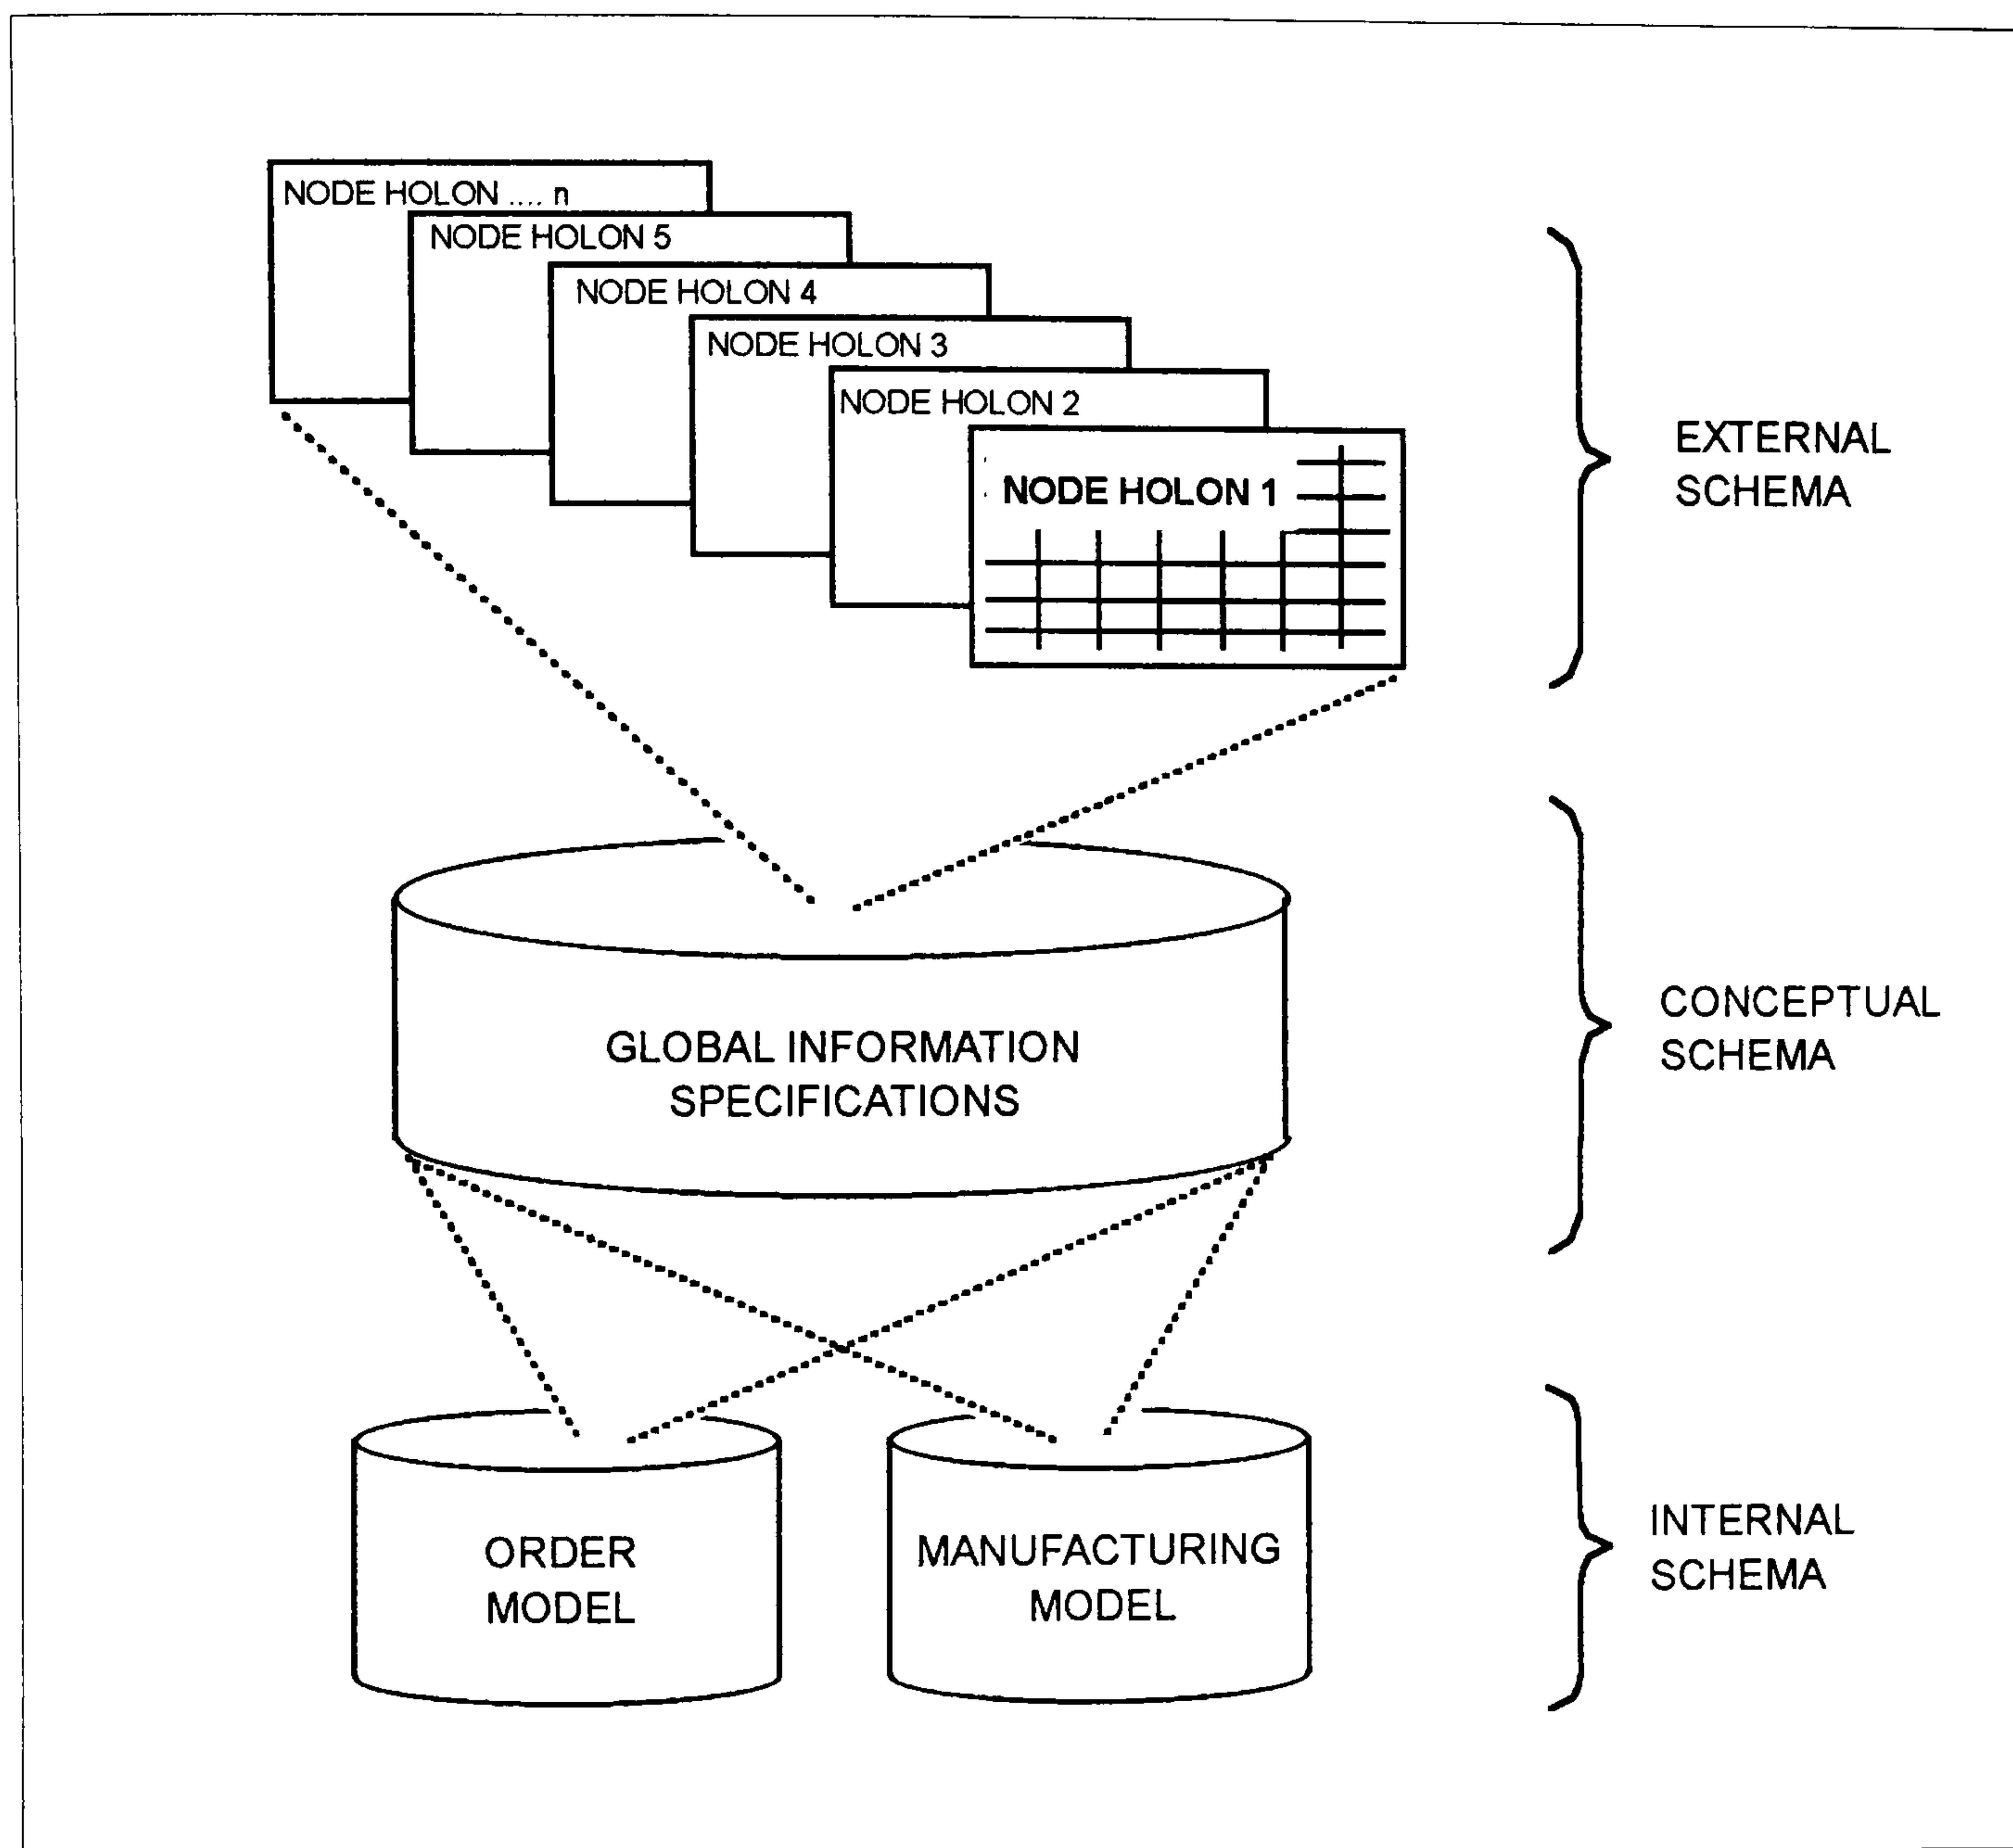 NODE HOLON .... n
NODE HOLON 5
NODE HOLON 4
NODE HOLON 3
NODE HOLON 2
NODE HOLON 1
EXTERNAL
SCHEMA
GLOBAL INFORMATION
SPECIFICATIONS
CONCEPTUAL
SCHEMA
ORDER
MODEL
MANUFACTURING
MODEL
INTERNAL
SCHEMA